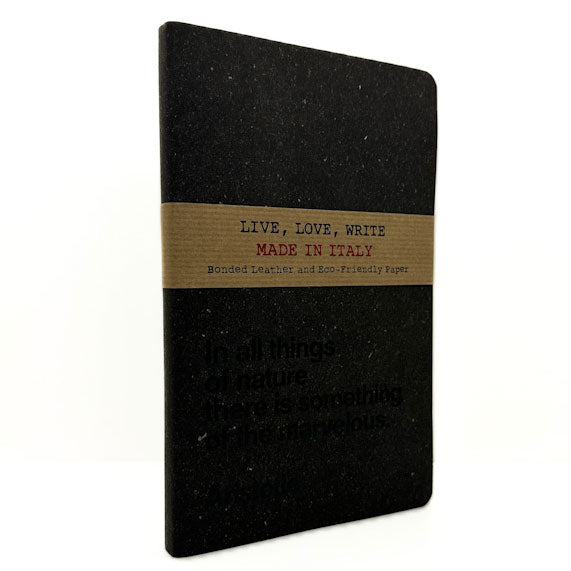 LIVE, LOVE, WRITE
MADE IN ITALY
Bonded Leather and Eco-Friendly Paper
In all things
of nature
there is something
of the marvelous.